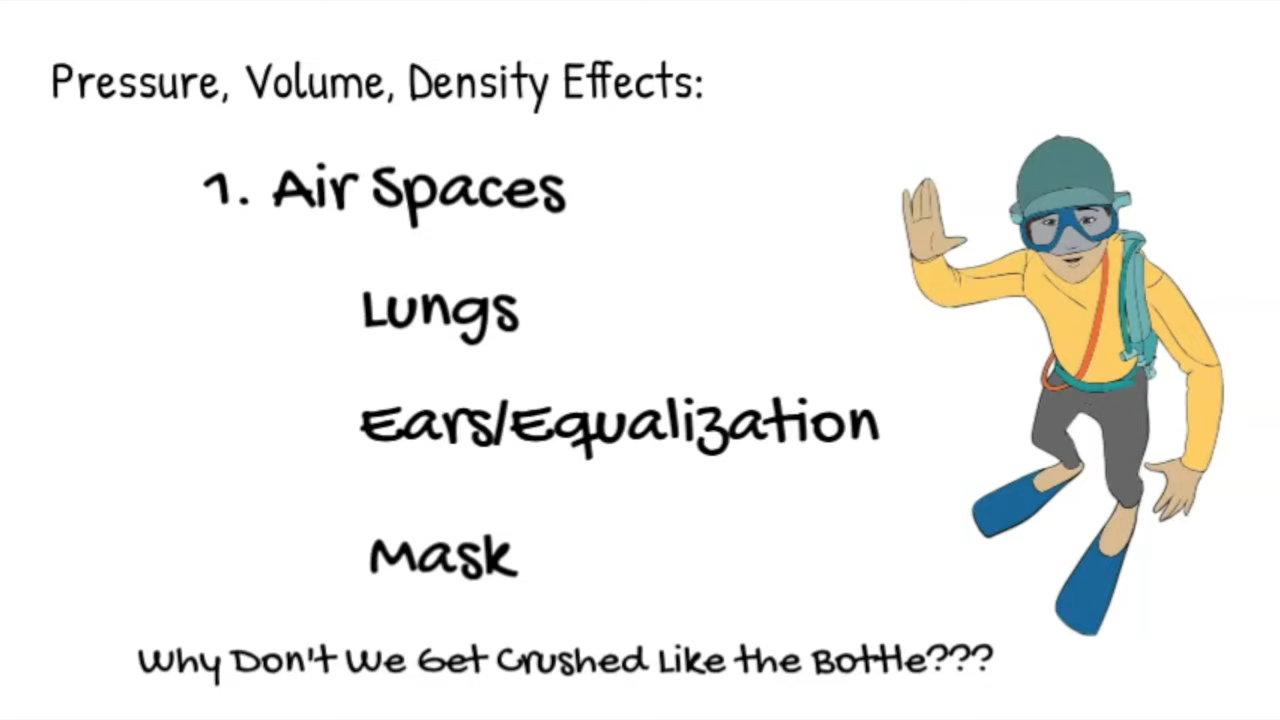 Pressure, Volume, Density Effects:
1. Air Spaces
Lungs
Ears/Equalization
Mask
Why Don't We Get Crushed Like the Bottle???